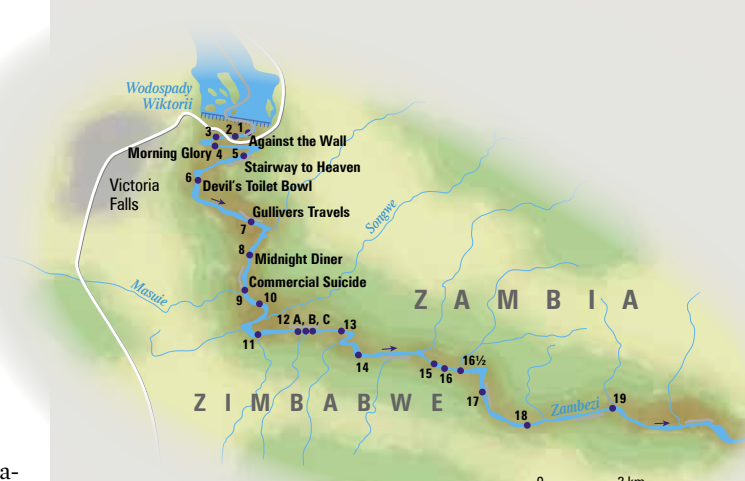 Wodospady
Wiktorii
3
2
1
Against the Wall
Morning Glory
4
5
Stairway to Heaven
Victoria
Falls
6
Devil's Toilet Bowl
Gullivers Travels
7
Songwe
8
Midnight Diner
Masuie
Commercial Suicide
9
10
ZAMBIA
11
12 A, B, C
13
14
15
16
16½
17
ZIMBABWE
18
Zambezi
19
a-